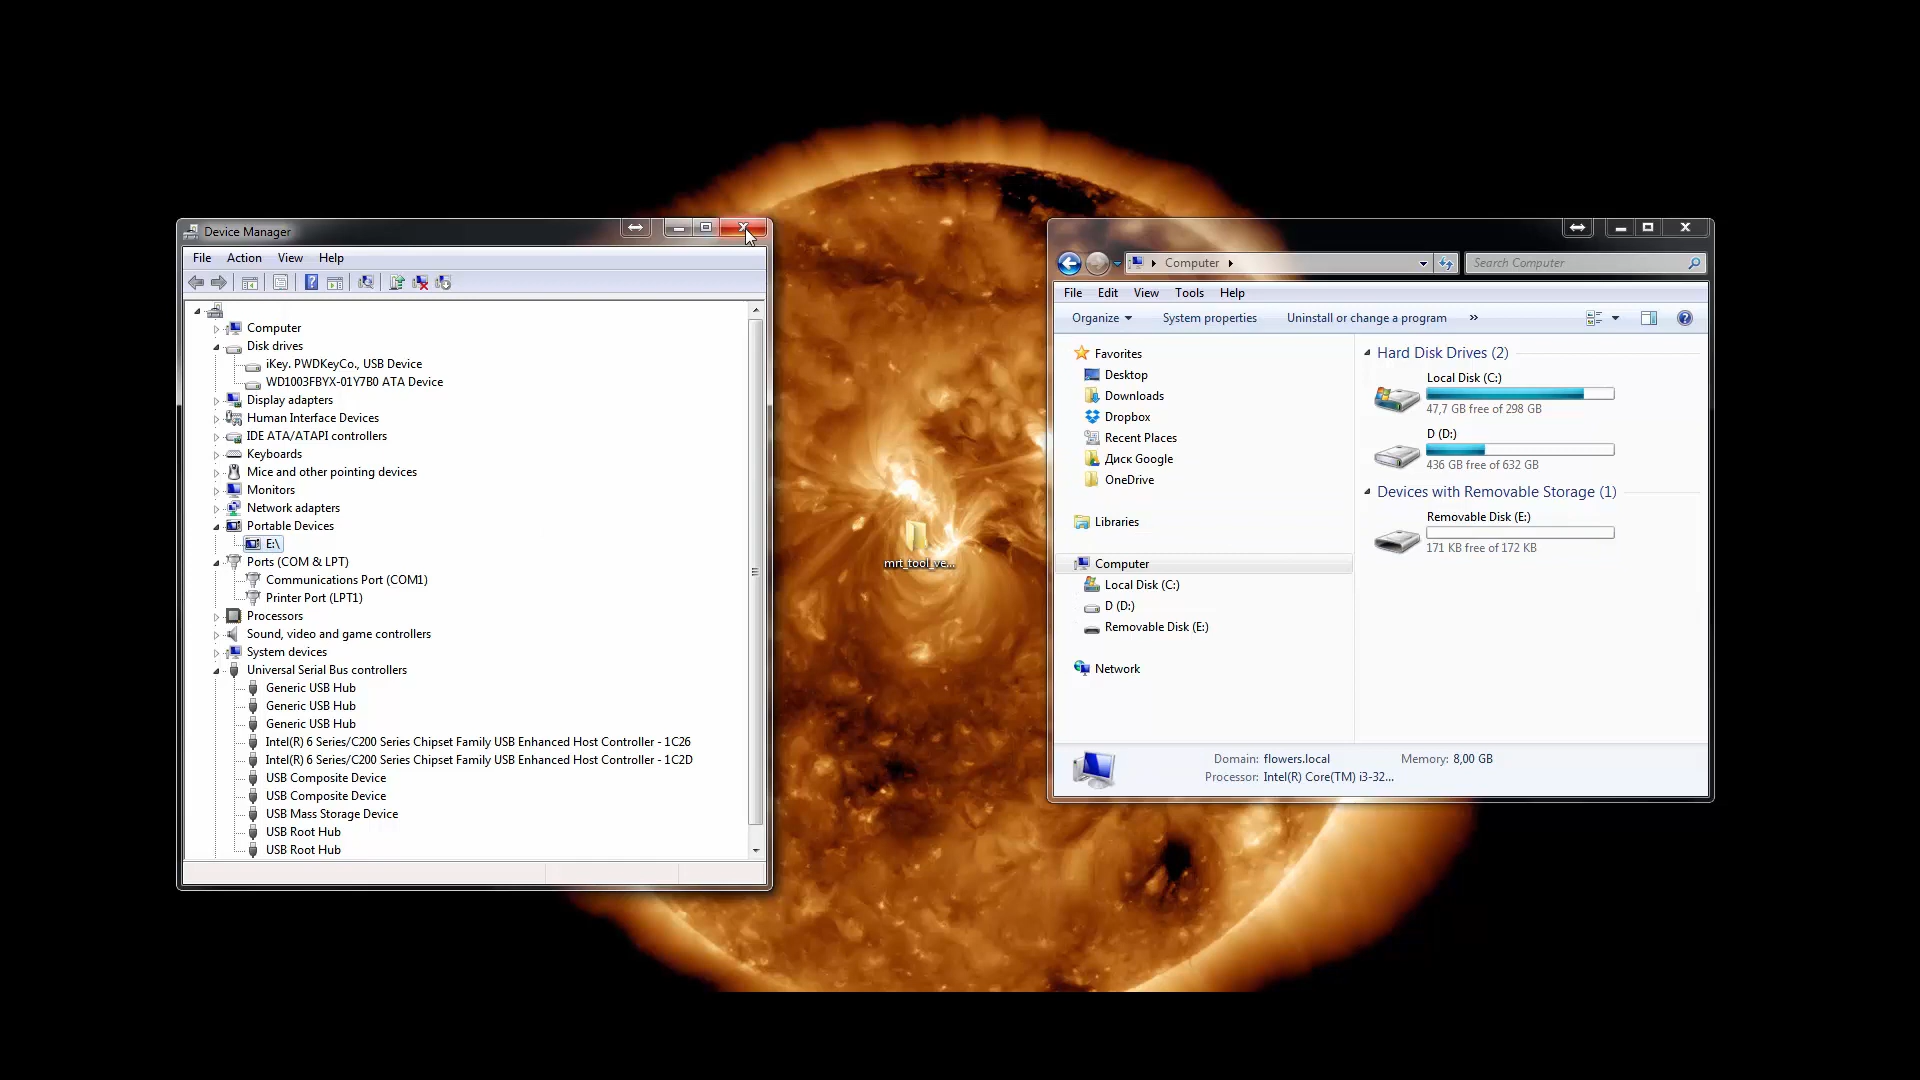 Device Manager
File Action View Help
Computer
Disk drives
iKey. PWDKeyCo., USB Device
WD1003FBYX-01Y7B0 ATA Device
Display adapters
Human Interface Devices
IDE ATA/ATAPI controllers
Keyboards
Mice and other pointing devices
Monitors
Network adapters
Portable Devices
E:\
Ports (COM & LPT)
Communications Port (COM1)
Printer Port (LPT1)
Processors
Sound, video and game controllers
System devices
Universal Serial Bus controllers
Generic USB Hub
Generic USB Hub
Generic USB Hub
Intel(R) 6 Series/C200 Series Chipset Family USB Enhanced Host Controller - 1C26
Intel(R) 6 Series/C200 Series Chipset Family USB Enhanced Host Controller - 1C2D
USB Composite Device
USB Composite Device
USB Mass Storage Device
USB Root Hub
USB Root Hub
mrt_tool_ve...
Computer
Search Computer
File Edit View Tools Help
Organize System properties Uninstall or change a program »
Favorites
Desktop
Downloads
Dropbox
Recent Places
Диск Google
OneDrive
Libraries
Computer
Local Disk (C:)
D (D:)
Removable Disk (E:)
Network
Hard Disk Drives (2)
Local Disk (C:)
47,7 GB free of 298 GB
D (D:)
436 GB free of 632 GB
Devices with Removable Storage (1)
Removable Disk (E:)
171 KB free of 172 KB
Domain: flowers.local Memory: 8,00 GB
Processor: Intel(R) Core(TM) i3-32...